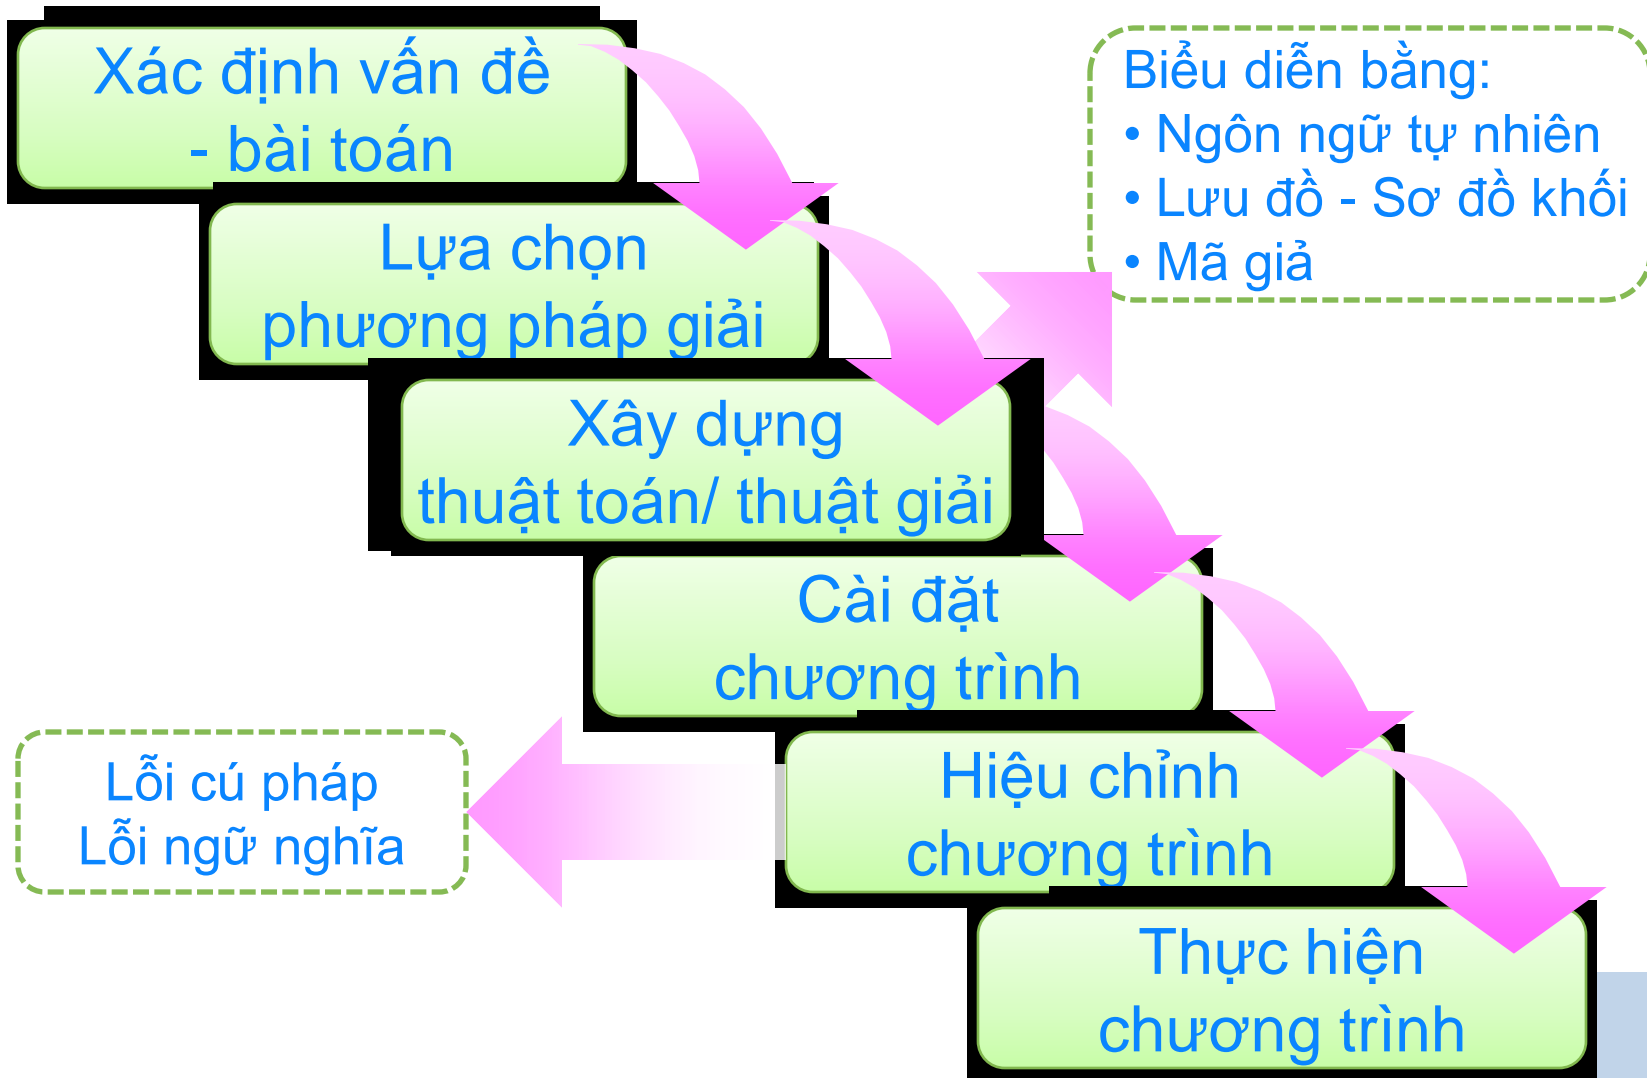 Xác định vấn đề
- bài toán
Biểu diễn bằng:
• Ngôn ngữ tự nhiên
• Lưu đồ - Sơ đồ khối
• Mã giả
Lựa chọn
phương pháp giải
Xây dựng
thuật toán/ thuật giải
Cài đặt
chương trình
Lỗi cú pháp
Lỗi ngữ nghĩa
Hiệu chỉnh
chương trình
Thực hiện
chương trình